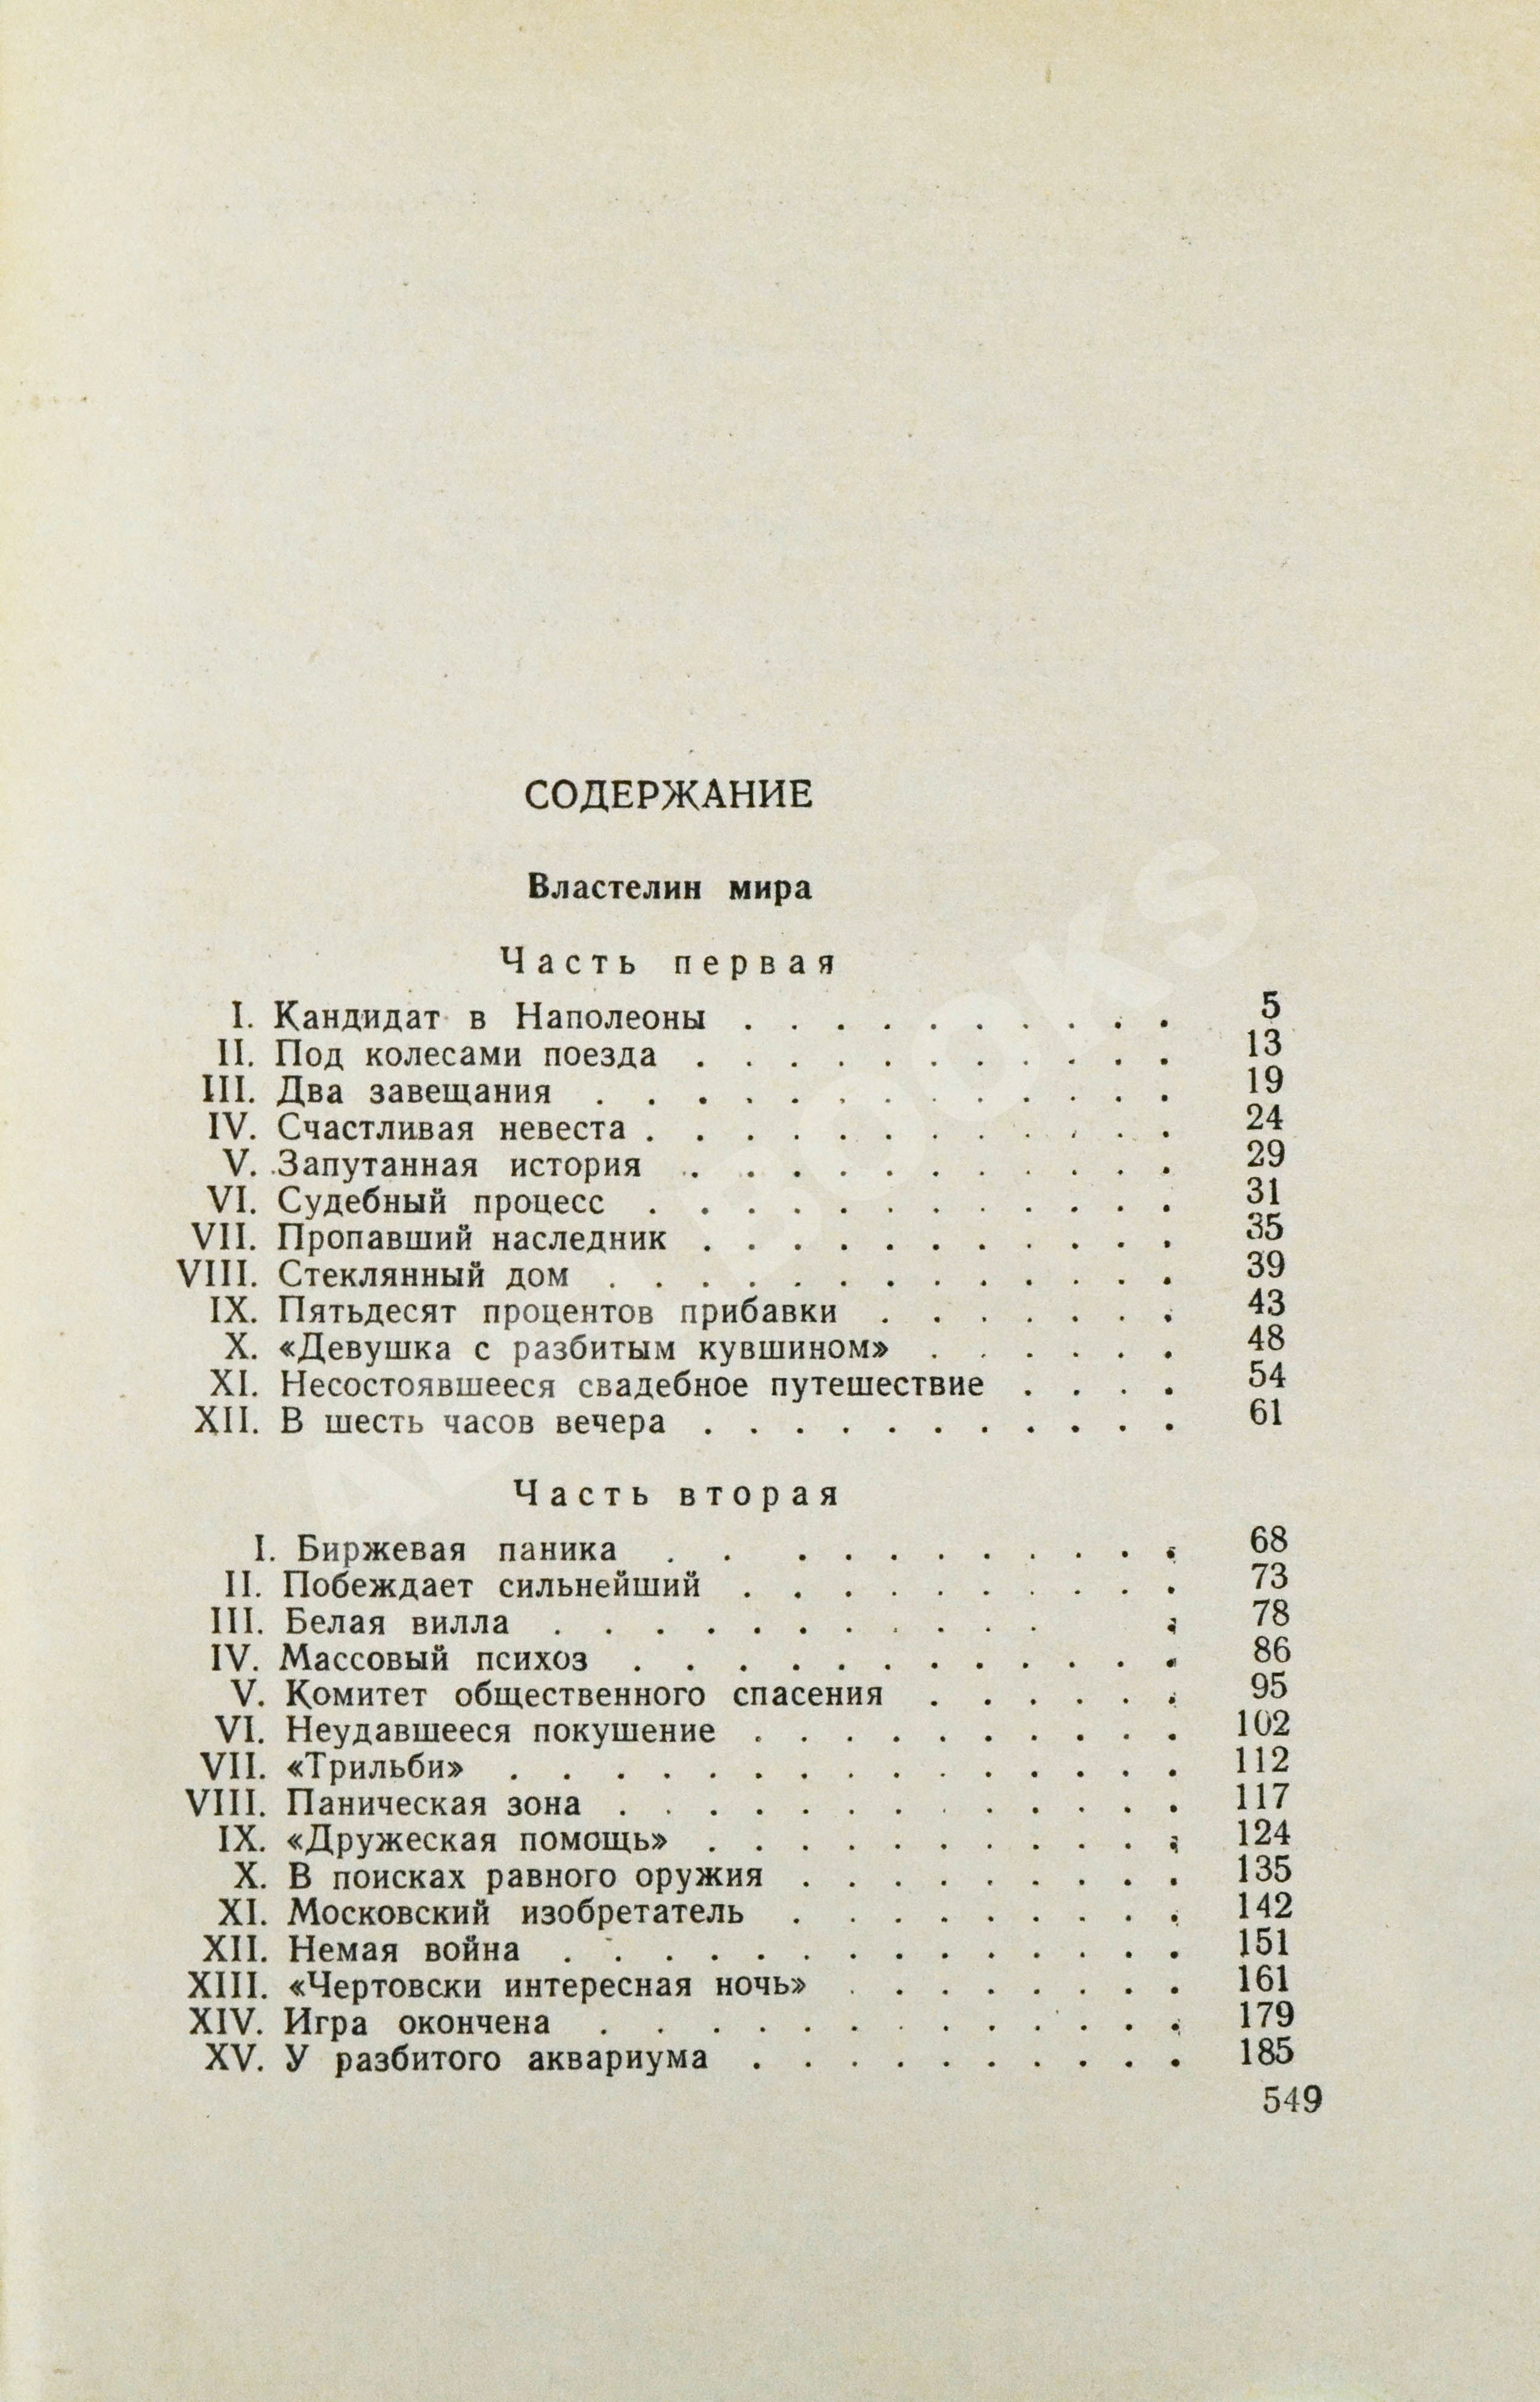 СОДЕРЖАНИЕ
Властелин мира
Часть первая
I. Кандидат в Наполеоны . . . . . . . . . . 5
II. Под колесами поезда . . . . . . . . . . . 13
III. Два завещания . . . . . . . . . . . . . 19
IV. Счастливая невеста . . . . . . . . . . . . 24
V. Запутанная история . . . . . . . . . . . 29
VI. Судебный процесс . . . . . . . . . . . . 31
VII. Пропавший наследник . . . . . . . . . . . 35
VIII. Стеклянный дом . . . . . . . . . . . . . 39
IX. Пятьдесят процентов прибавки . . . . . . . 43
X. «Девушка с разбитым кувшином» . . . . . . 48
XI. Несостоявшееся свадебное путешествие . . . . 54
XII. В шесть часов вечера . . . . . . . . . . . 61
Часть вторая
I. Биржевая паника . . . . . . . . . . . 68
II. Побеждает сильнейший . . . . . . . . . . 73
III. Белая вилла . . . . . . . . . . . . 78
IV. Массовый психоз . . . . . . . . . . . . 86
V. Комитет общественного спасения . . . . . . 95
VI. Неудавшееся покушение . . . . . . . . . . 102
VII. «Трильби» . . . . . . . . . . . . . . . 112
VIII. Паническая зона . . . . . . . . . . . . . 117
IX. «Дружеская помощь» . . . . . . . . . . . 124
X. В поисках равного оружия . . . . . . . . . 135
XI. Московский изобретатель . . . . . . . . . 142
XII. Немая война . . . . . . . . . . . . . . 151
XIII. «Чертовски интересная ночь» . . . . . . . . 161
XIV. Игра окончена . . . . . . . . . . . . . 179
XV. У разбитого аквариума . . . . . . . . . . 185
549